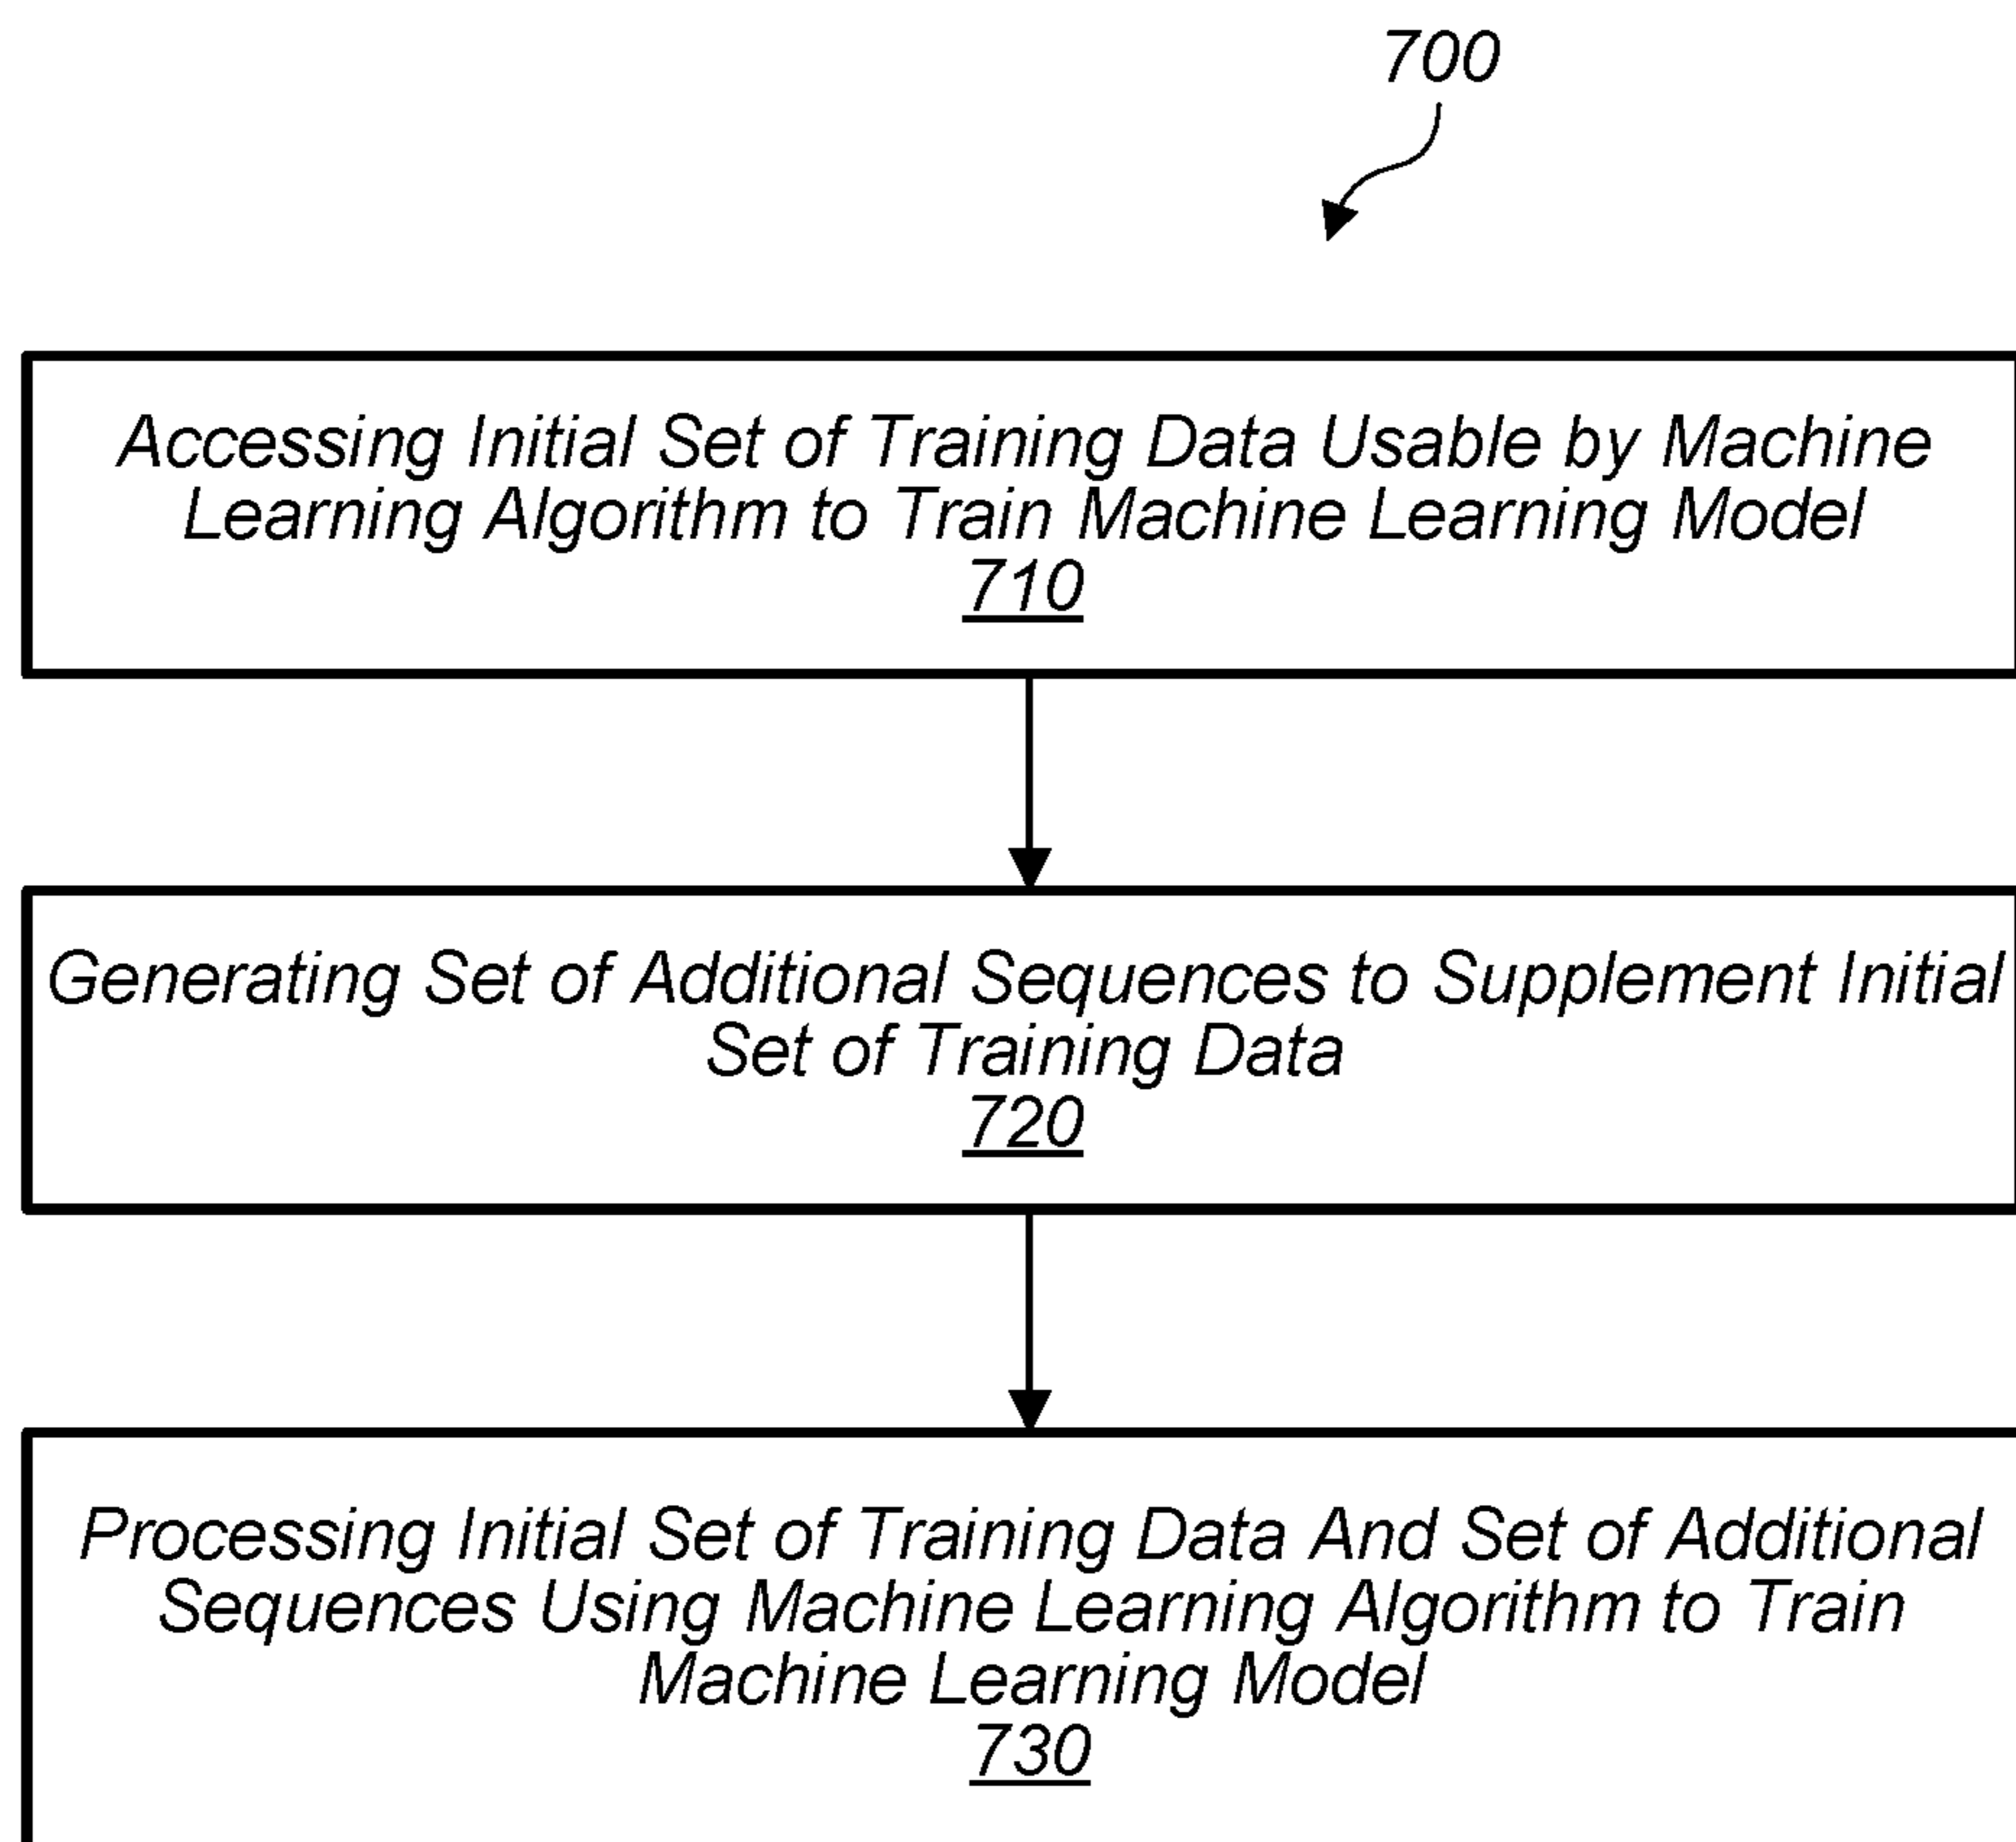 700
Accessing Initial Set of Training Data Usable by Machine
Learning Algorithm to Train Machine Learning Model
710
Generating Set of Additional Sequences to Supplement Initial
Set of Training Data
720
Processing Initial Set of Training Data And Set of Additional
Sequences Using Machine Learning Algorithm to Train
Machine Learning Model
730